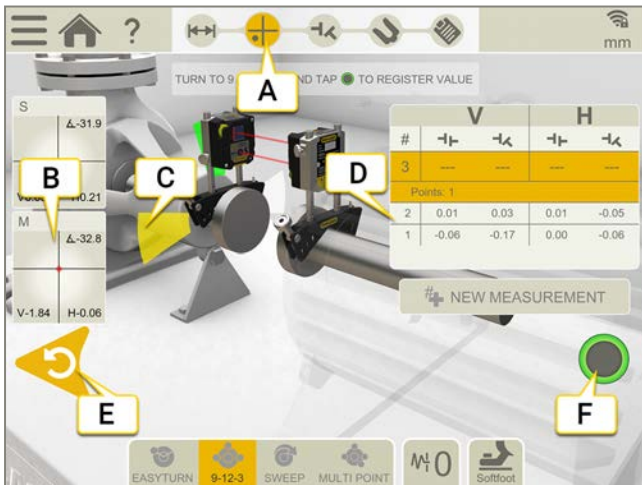 ?
mm
TURN TO 9 ND TAP TO REGISTER VALUE
A
S
-31.9
B
H0.21
M
-32.8
V-1.84 H-0.06
C
D
V H
#
3 --- --- --- ---
Points: 1
2 0.01 0.03 0.01 -0.05
1 -0.06 -0.17 0.00 -0.06
# NEW MEASUREMENT
E
F
EASYTURN 9-12-3 SWEEP MULTI POINT
0
Softfoot